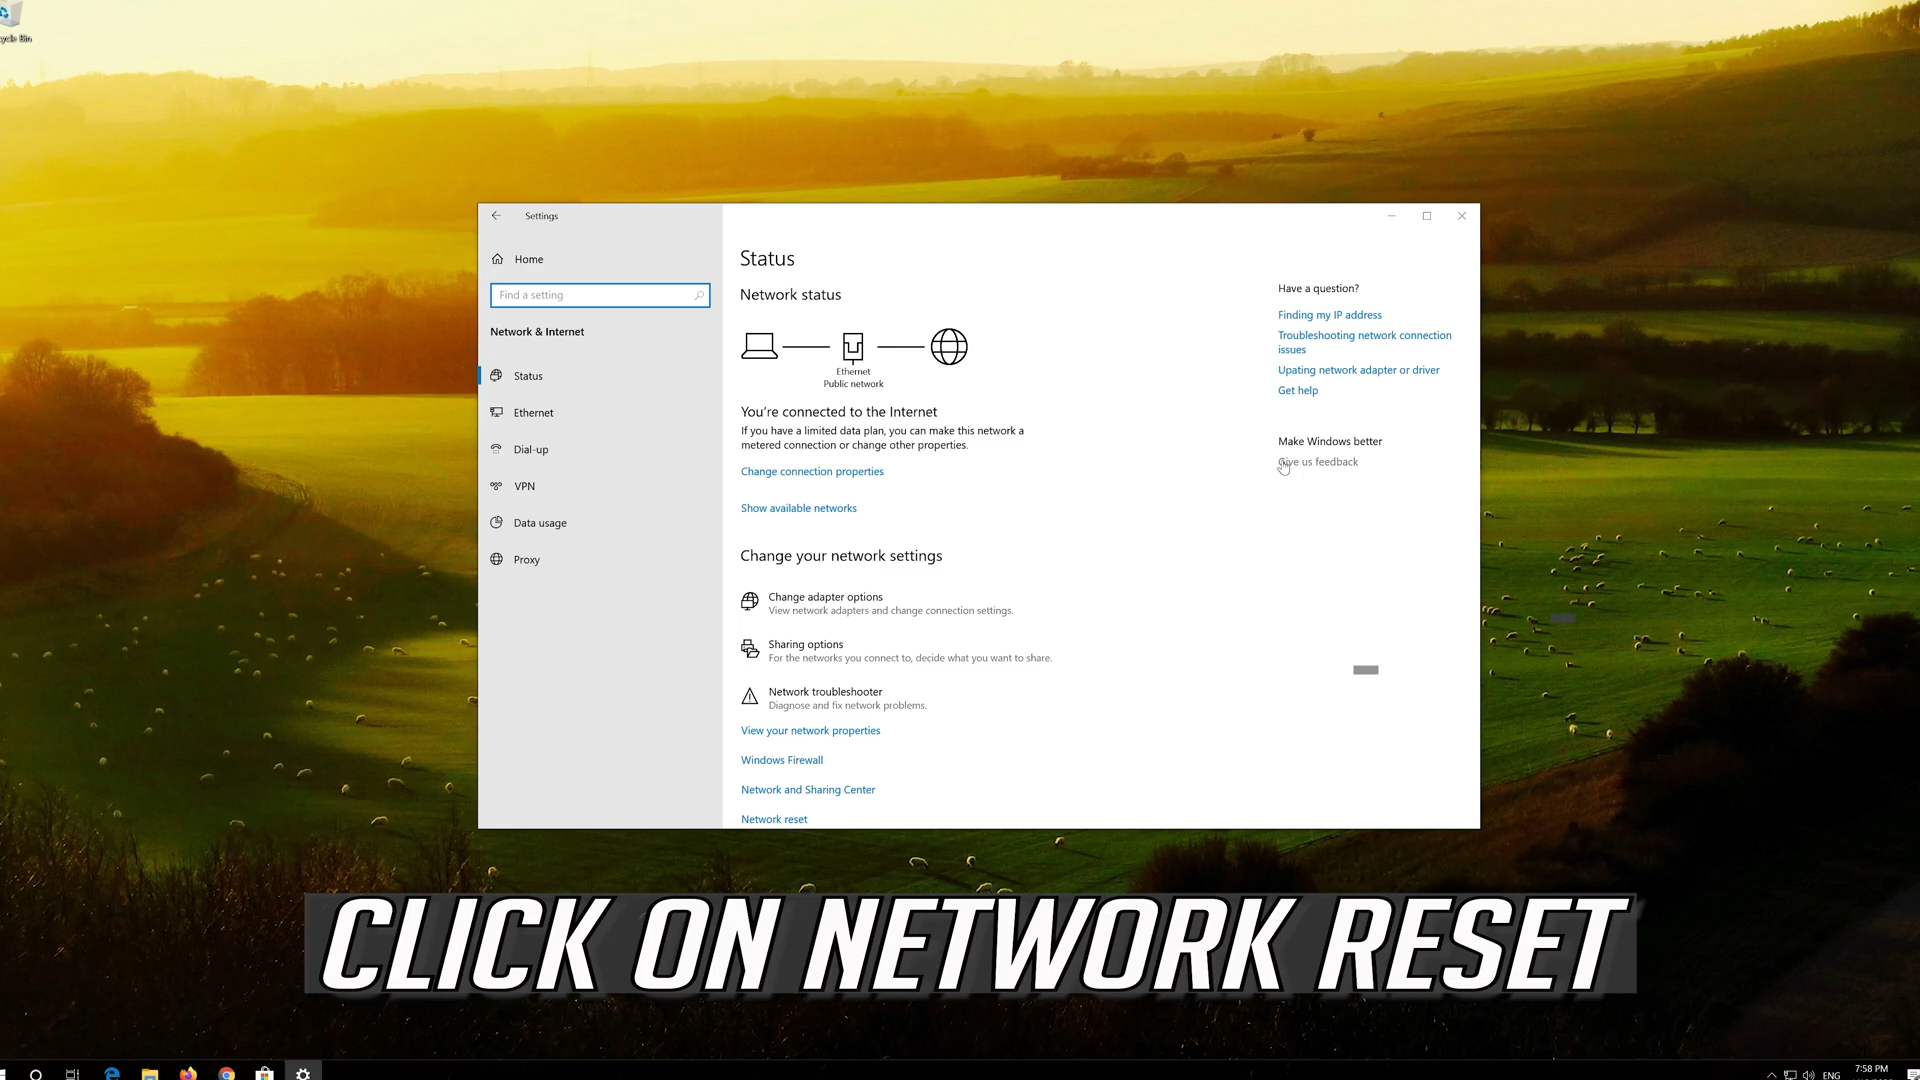 cycle Bin
Settings
Home
Find a setting
Network & Internet
Status
Ethernet
Dial-up
VPN
Data usage
Proxy
Status
Network status
Ethernet
Public network
You're connected to the Internet
If you have a limited data plan, you can make this network a
metered connection or change other properties.
Change connection properties
Show available networks
Change your network settings
Change adapter options
View network adapters and change connection settings.
Sharing options
For the networks you connect to, decide what you want to share.
Network troubleshooter
Diagnose and fix network problems.
View your network properties
Windows Firewall
Network and Sharing Center
Network reset
Have a question?
Finding my IP address
Troubleshooting network connection
issues
Upating network adapter or driver
Get help
Make Windows better
Give us feedback
CLICK ON NETWORK RESET
ENG
7:58 PM